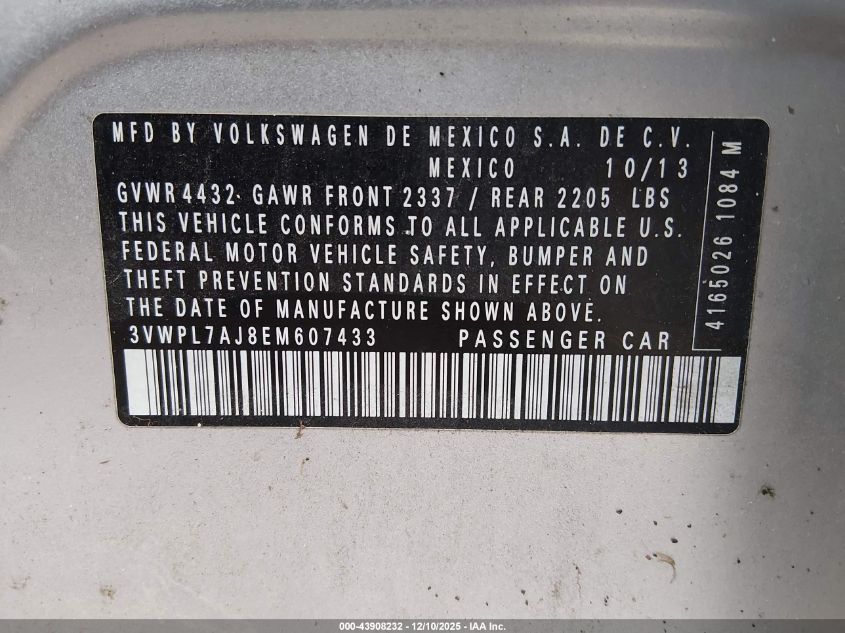 MFD BY VOLKSWAGEN DE MEXICO S.A. DE C.V.
MEXICO 10/13
GVWR 4432 GAWR FRONT 2337 / REAR 2205 LBS
THIS VEHICLE CONFORMS TO ALL APPLICABLE U.S.
FEDERAL MOTOR VEHICLE SAFETY, BUMPER AND
THEFT PREVENTION STANDARDS IN EFFECT ON
THE DATE OF MANUFACTURE SHOWN ABOVE.
3VWPL7AJ8EM607433 PASSENGER CAR
4165026 1084 M
000-43908232 - 12/10/2025 - IAA Inc.